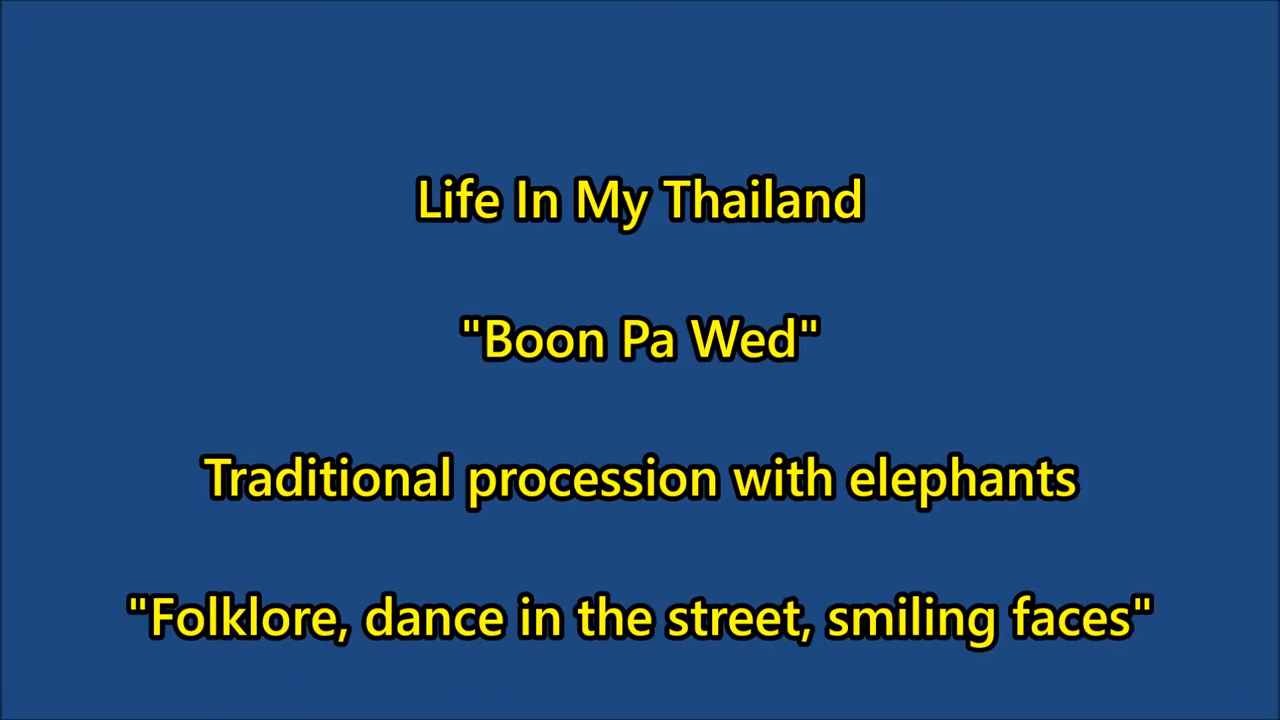 Life In My Thailand
"Boon Pa Wed"
Traditional procession with elephants
"Folklore, dance in the street, smiling faces"